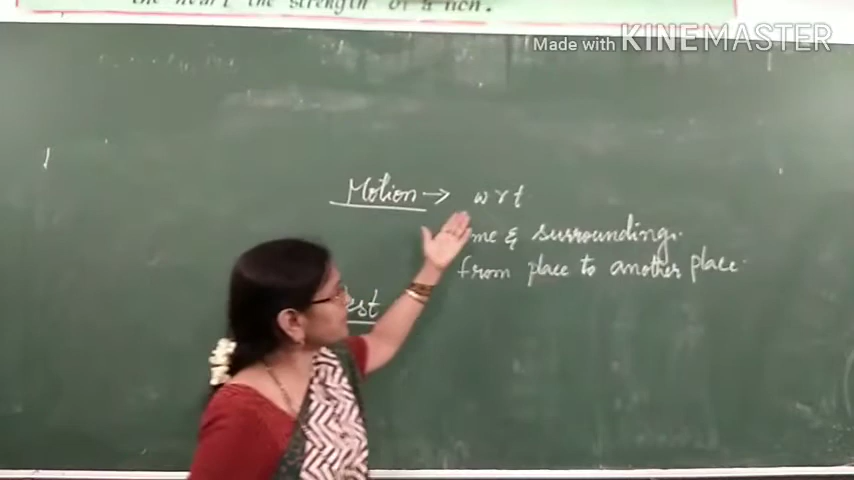 the heart the strength of a lion.
Made with KINEMASTER
Motion → w r t
me & surroundings.
from place to another place.
est